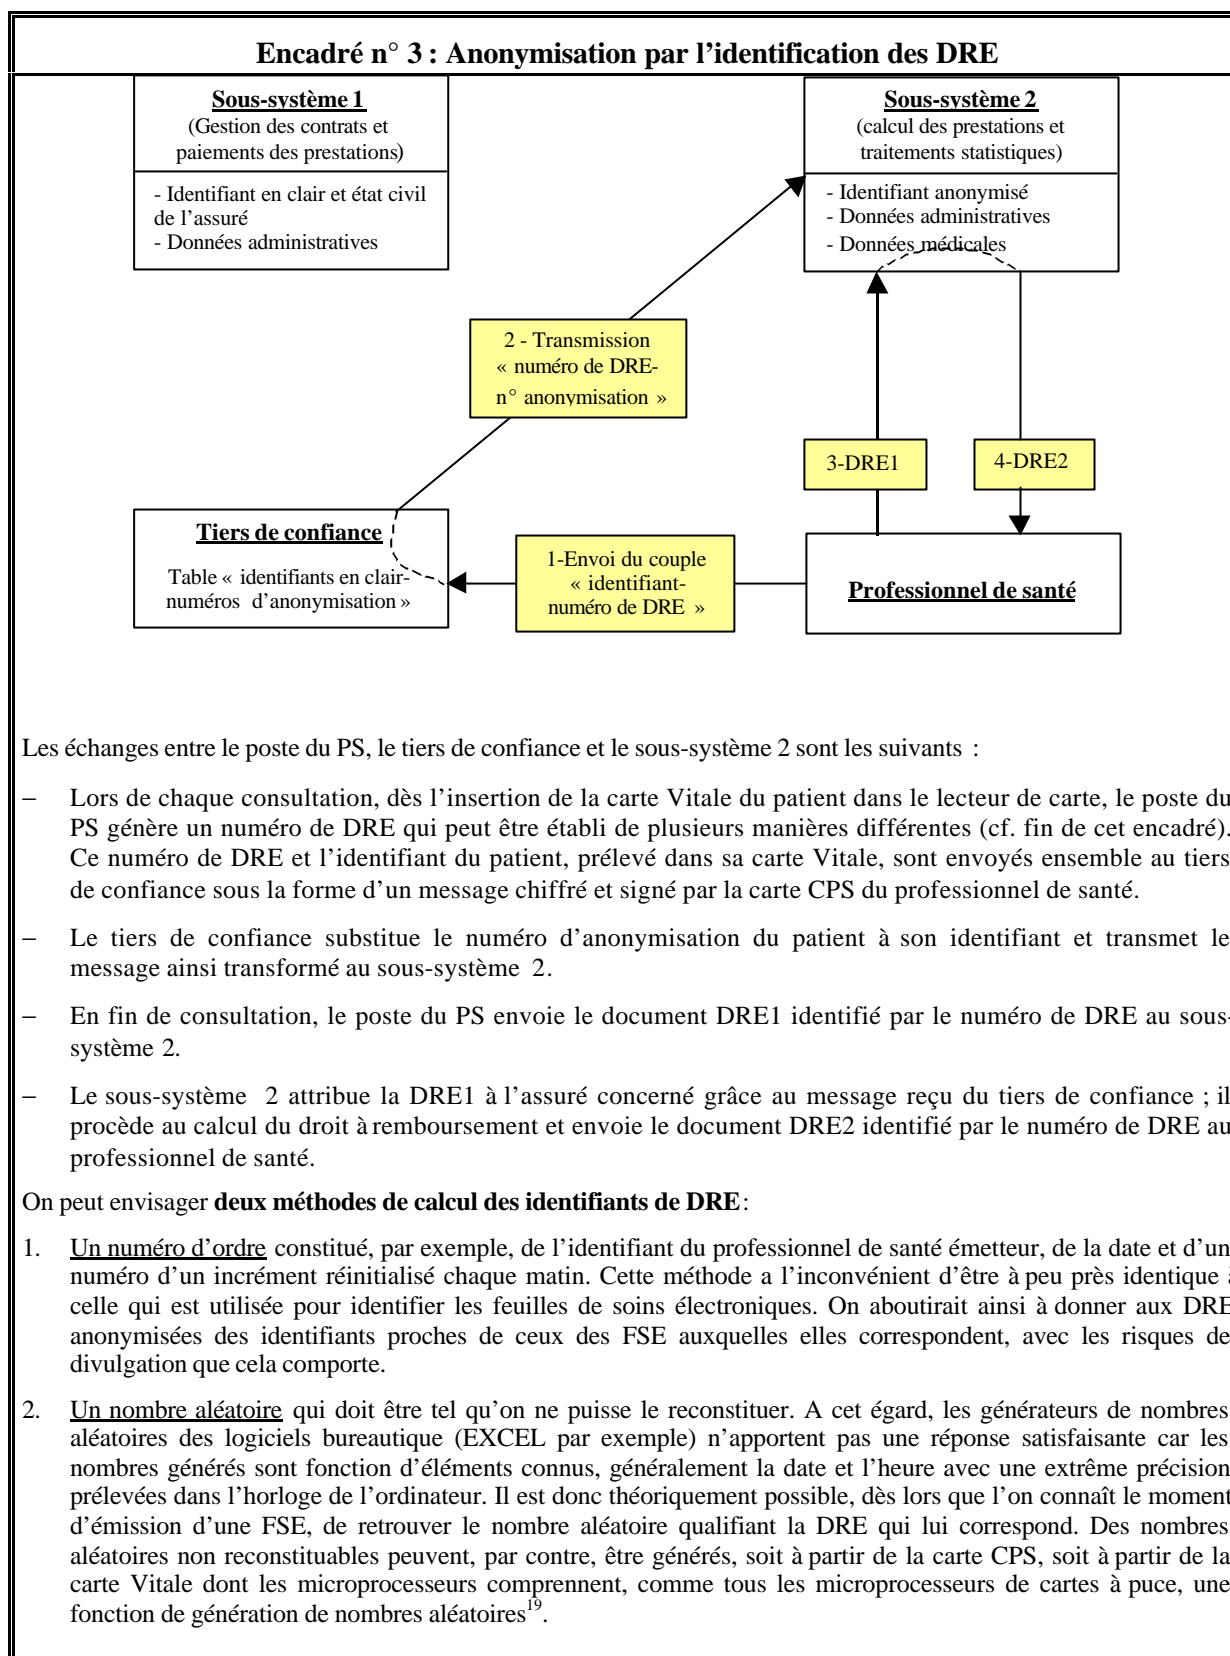 Encadré n° 3 : Anonymisation par l’identification des DRE
Sous-système 1
(Gestion des contrats et
paiements des prestations)
- Identifiant en clair et état civil
de l’assuré
- Données administratives
Sous-système 2
(calcul des prestations et
traitements statistiques)
- Identifiant anonymisé
- Données administratives
- Données médicales
2 - Transmission
« numéro de DRE-
n° anonymisation »
3-DRE1
4-DRE2
Tiers de confiance
Table « identifiants en clair-
numéros d’anonymisation »
1-Envoi du couple
« identifiant-
numéro de DRE »
Professionnel de santé
Les échanges entre le poste du PS, le tiers de confiance et le sous-système 2 sont les suivants :
– Lors de chaque consultation, dès l’insertion de la carte Vitale du patient dans le lecteur de carte, le poste du
PS génère un numéro de DRE qui peut être établi de plusieurs manières différentes (cf. fin de cet encadré).
Ce numéro de DRE et l’identifiant du patient, prélevé dans sa carte Vitale, sont envoyés ensemble au tiers
de confiance sous la forme d’un message chiffré et signé par la carte CPS du professionnel de santé.
– Le tiers de confiance substitue le numéro d’anonymisation du patient à son identifiant et transmet le
message ainsi transformé au sous-système 2.
– En fin de consultation, le poste du PS envoie le document DRE1 identifié par le numéro de DRE au sous-
système 2.
– Le sous-système 2 attribue la DRE1 à l’assuré concerné grâce au message reçu du tiers de confiance ; il
procède au calcul du droit à remboursement et envoie le document DRE2 identifié par le numéro de DRE au
professionnel de santé.
On peut envisager deux méthodes de calcul des identifiants de DRE:
1. Un numéro d’ordre constitué, par exemple, de l’identifiant du professionnel de santé émetteur, de la date et d’un
numéro d’un incrément réinitialisé chaque matin. Cette méthode a l’inconvénient d’être à peu près identique à
celle qui est utilisée pour identifier les feuilles de soins électroniques. On aboutirait ainsi à donner aux DRE
anonymisées des identifiants proches de ceux des FSE auxquelles elles correspondent, avec les risques de
divulgation que cela comporte.
2. Un nombre aléatoire qui doit être tel qu’on ne puisse le reconstituer. A cet égard, les générateurs de nombres
aléatoires des logiciels bureautique (EXCEL par exemple) n’apportent pas une réponse satisfaisante car les
nombres générés sont fonction d’éléments connus, généralement la date et l’heure avec une extrême précision
prélevées dans l’horloge de l’ordinateur. Il est donc théoriquement possible, dès lors que l’on connaît le moment
d’émission d’une FSE, de retrouver le nombre aléatoire qualifiant la DRE qui lui correspond. Des nombres
aléatoires non reconstituables peuvent, par contre, être générés, soit à partir de la carte CPS, soit à partir de la
carte Vitale dont les microprocesseurs comprennent, comme tous les microprocesseurs de cartes à puce, une
fonction de génération de nombres aléatoires19.